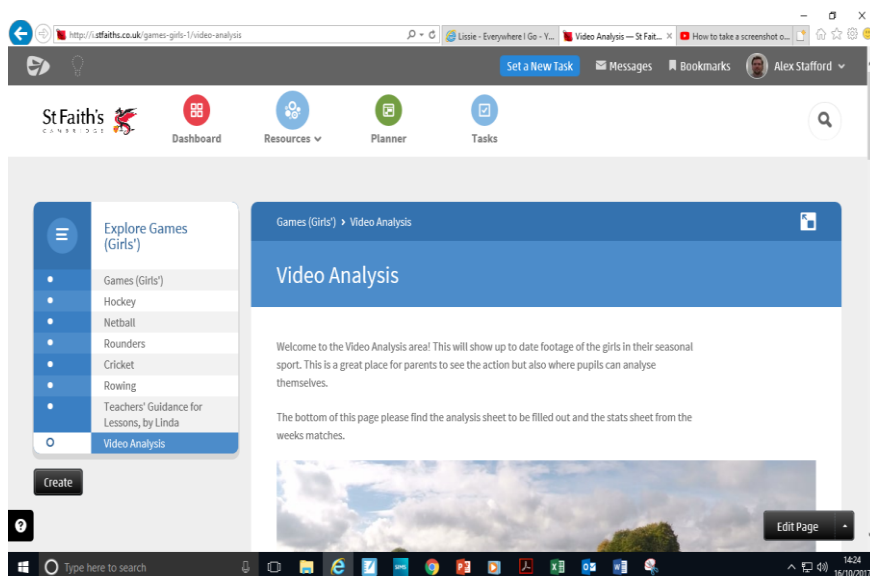 http://i.stfaiths.co.uk/games-girls-1/video-analysis
Lissie - Everywhere I Go - Y...
Video Analysis — St Fait...
How to take a screenshot o...
Set a New Task
Messages
Bookmarks
Alex Stafford
St Faith's
CAMBRIDGE
Dashboard
Resources
Planner
Tasks
Explore Games
(Girls')
Games (Girls')
Hockey
Netball
Rounders
Cricket
Rowing
Teachers' Guidance for
Lessons, by Linda
Video Analysis
Create
Games (Girls') > Video Analysis
Video Analysis
Welcome to the Video Analysis area! This will show up to date footage of the girls in their seasonal
sport. This is a great place for parents to see the action but also where pupils can analyse
themselves.
The bottom of this page please find the analysis sheet to be filled out and the stats sheet from the
weeks matches.
Edit Page
Type here to search
SIMS
14:24
16/10/2017